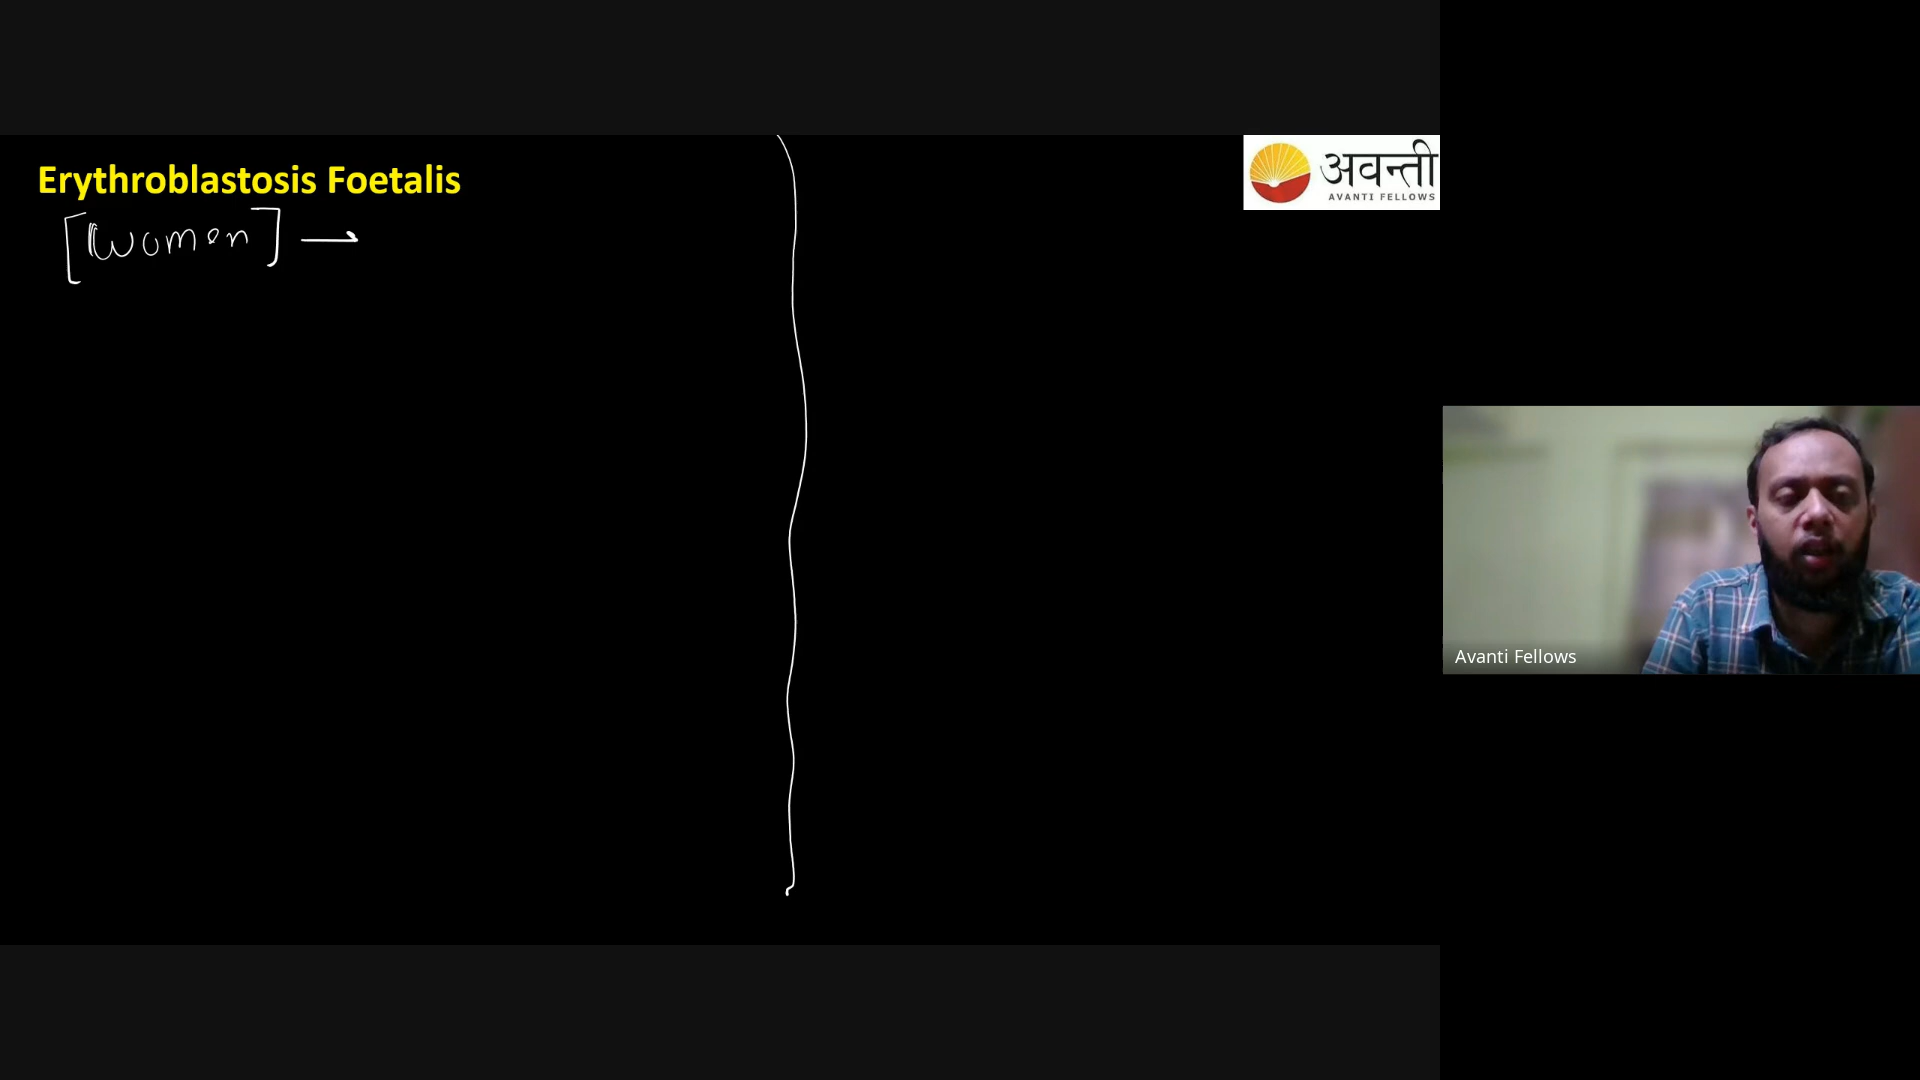 Erythroblastosis Foetalis
[Women] →
अवन्ती
AVANTI FELLOWS
Avanti Fellows